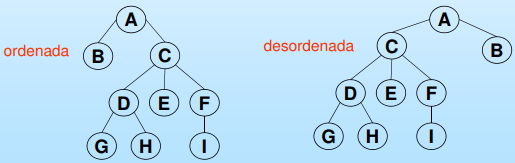 ordenada
A
B C
D E F
G H I
desordenada
A
C B
D E F
G H I